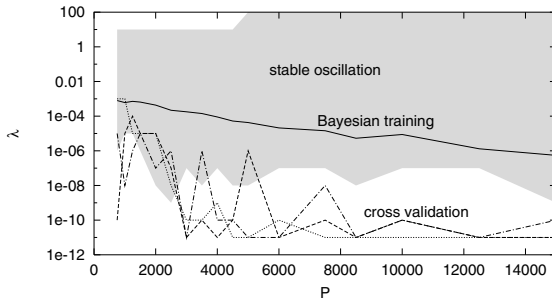 100
1
0.01
1e-04
1e-06
1e-08
1e-10
1e-12
λ
stable oscillation
Bayesian training
cross validation
0 2000 4000 6000 8000 10000 12000 14000
P